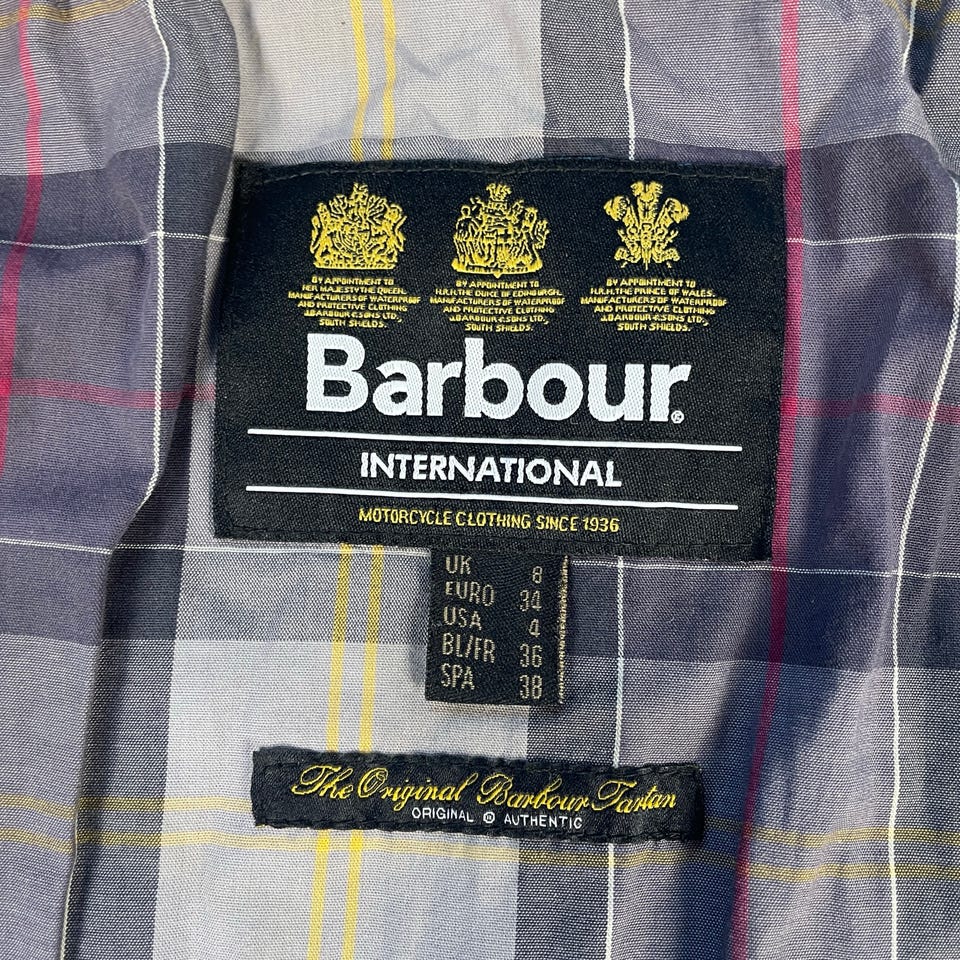 BY APPOINTMENT TO
HER MAJESTY THE QUEEN.
MANUFACTURERS OF WATERPROOF
AND PROTECTIVE CLOTHING
J.BARBOUR & SONS LTD.
SOUTH SHIELDS.
BY APPOINTMENT TO
H.R.H. THE DUKE OF EDINBURGH.
MANUFACTURERS OF WATERPROOF
AND PROTECTIVE CLOTHING
J.BARBOUR & SONS LTD.
SOUTH SHIELDS.
BY APPOINTMENT TO
H.R.H. THE PRINCE OF WALES.
MANUFACTURERS OF WATERPROOF
AND PROTECTIVE CLOTHING
J.BARBOUR & SONS LTD.
SOUTH SHIELDS.
Barbour®
INTERNATIONAL
MOTORCYCLE CLOTHING SINCE 1936
UK 8
EURO 34
USA 4
BL/FR 36
SPA 38
The Original Barbour Tartan
ORIGINAL AUTHENTIC